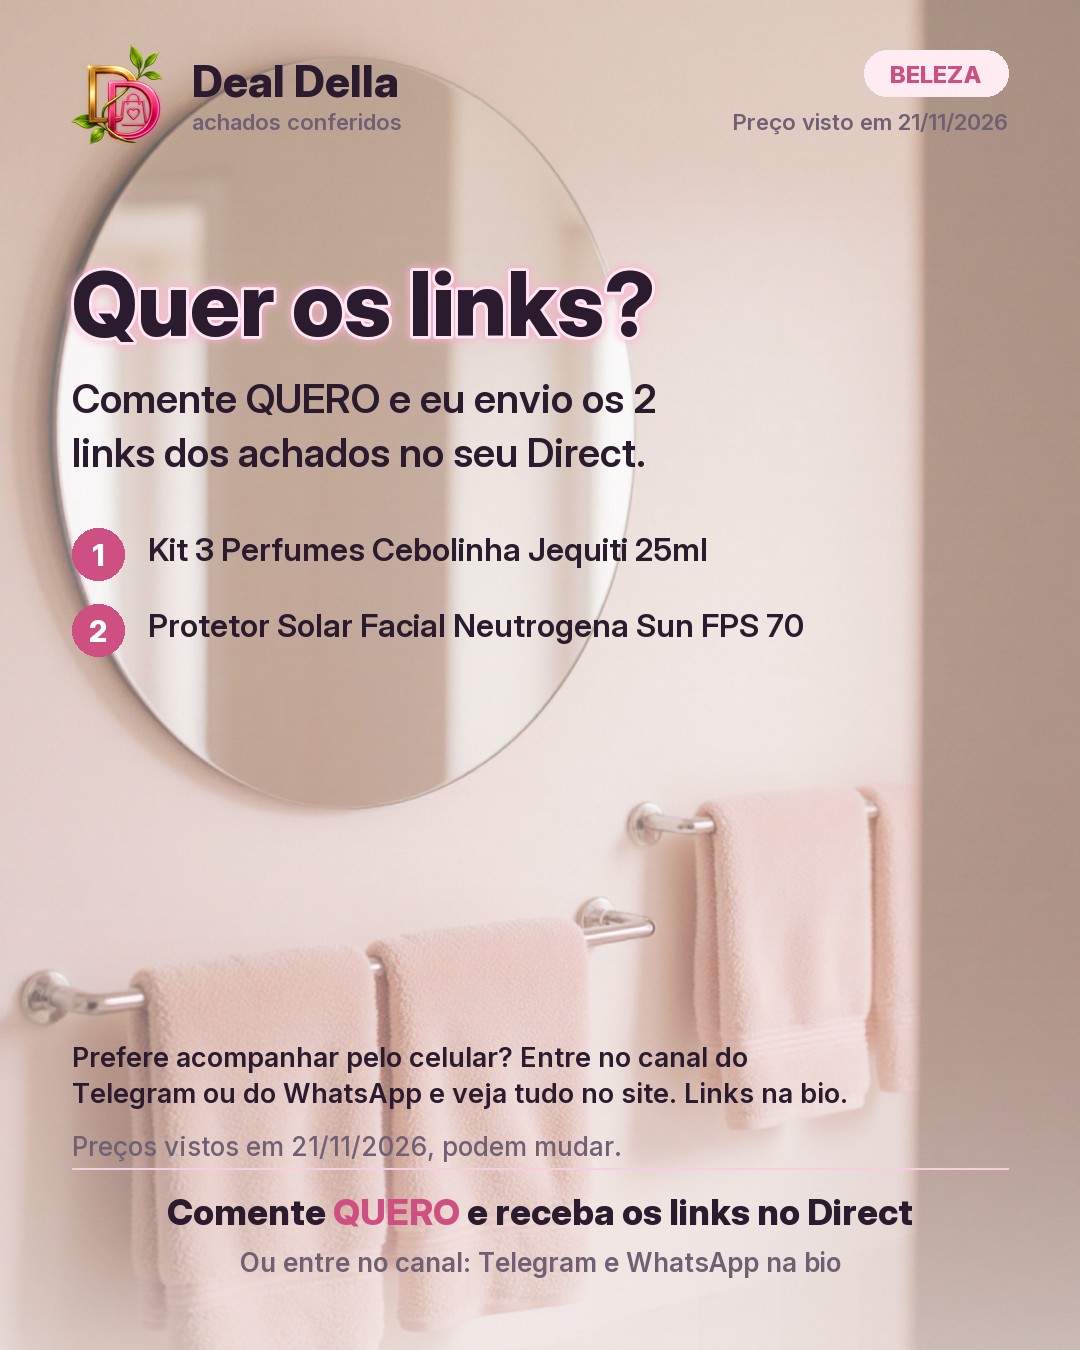 Deal Della
achados conferidos
BELEZA
Preço visto em 21/11/2026
Quer os links?
Comente QUERO e eu envio os 2
links dos achados no seu Direct.
1 Kit 3 Perfumes Cebolinha Jequiti 25ml
2 Protetor Solar Facial Neutrogena Sun FPS 70
Prefere acompanhar pelo celular? Entre no canal do
Telegram ou do WhatsApp e veja tudo no site. Links na bio.
Preços vistos em 21/11/2026, podem mudar.
Comente QUERO e receba os links no Direct
Ou entre no canal: Telegram e WhatsApp na bio